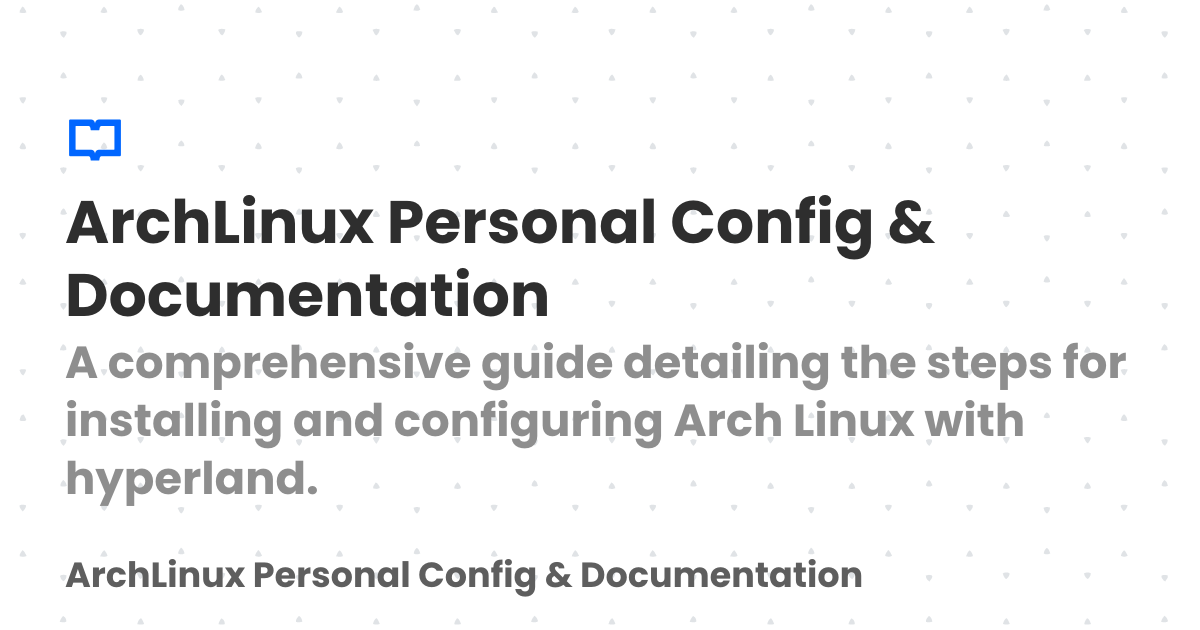 ArchLinux Personal Config &
Documentation
A comprehensive guide detailing the steps for
installing and configuring Arch Linux with
hyperland.
ArchLinux Personal Config & Documentation